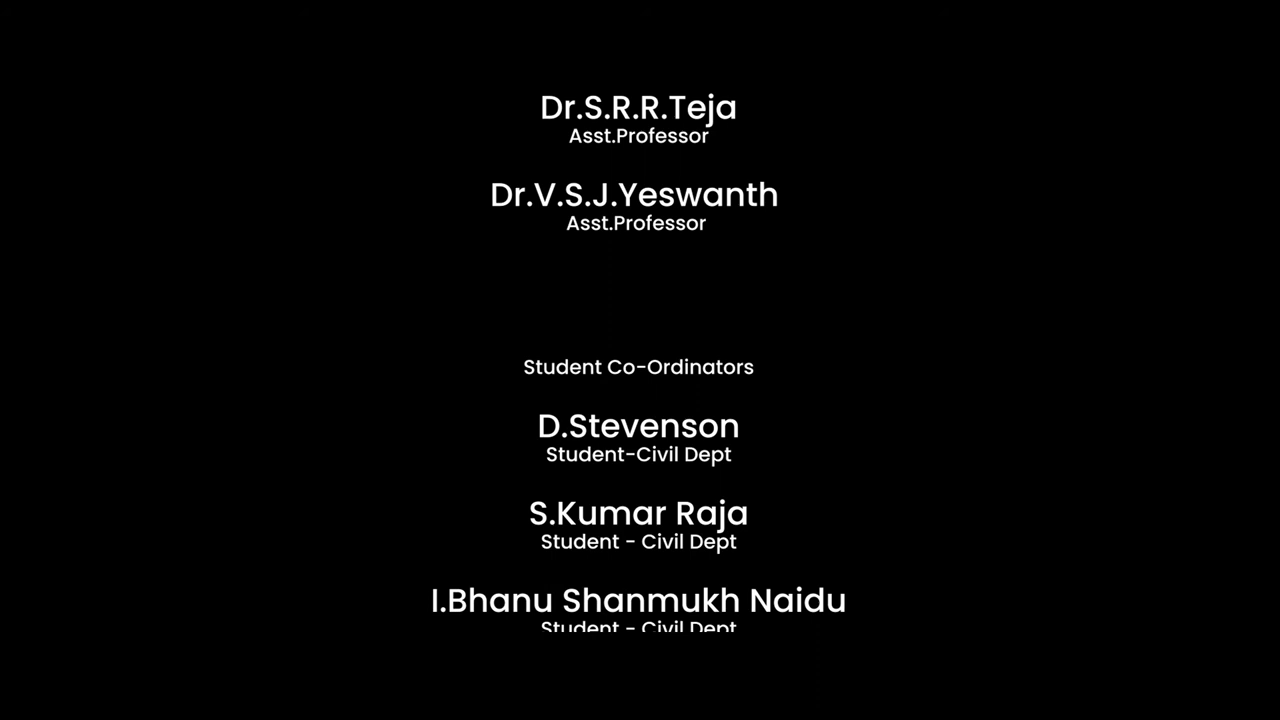 Dr.S.R.R.Teja
Asst.Professor
Dr.V.S.J.Yeswanth
Asst.Professor
Student Co-Ordinators
D.Stevenson
Student-Civil Dept
S.Kumar Raja
Student - Civil Dept
I.Bhanu Shanmukh Naidu
Student - Civil Dept